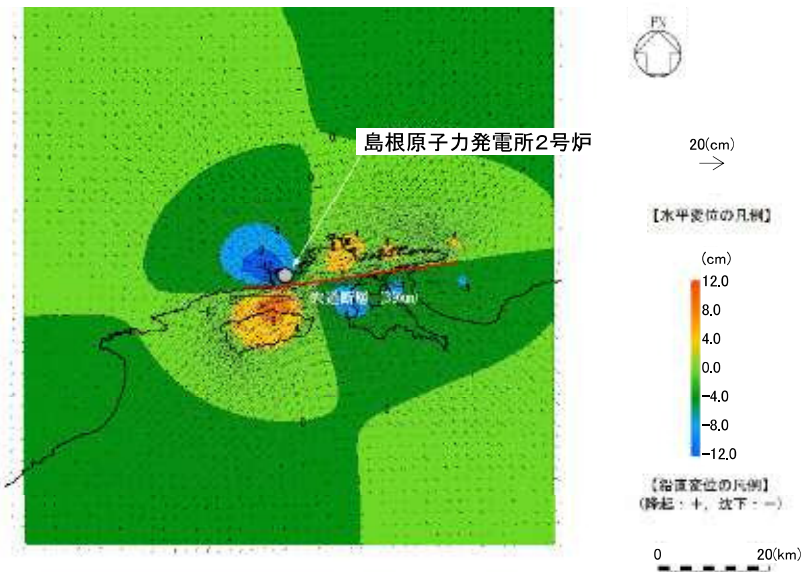 島根原子力発電所2号炉
20(cm)
【水平変位の凡例】
(cm)
12.0
8.0
4.0
0.0
-4.0
-8.0
-12.0
【鉛直変位の凡例】
(隆起:+, 沈下:-)
0 20(km)